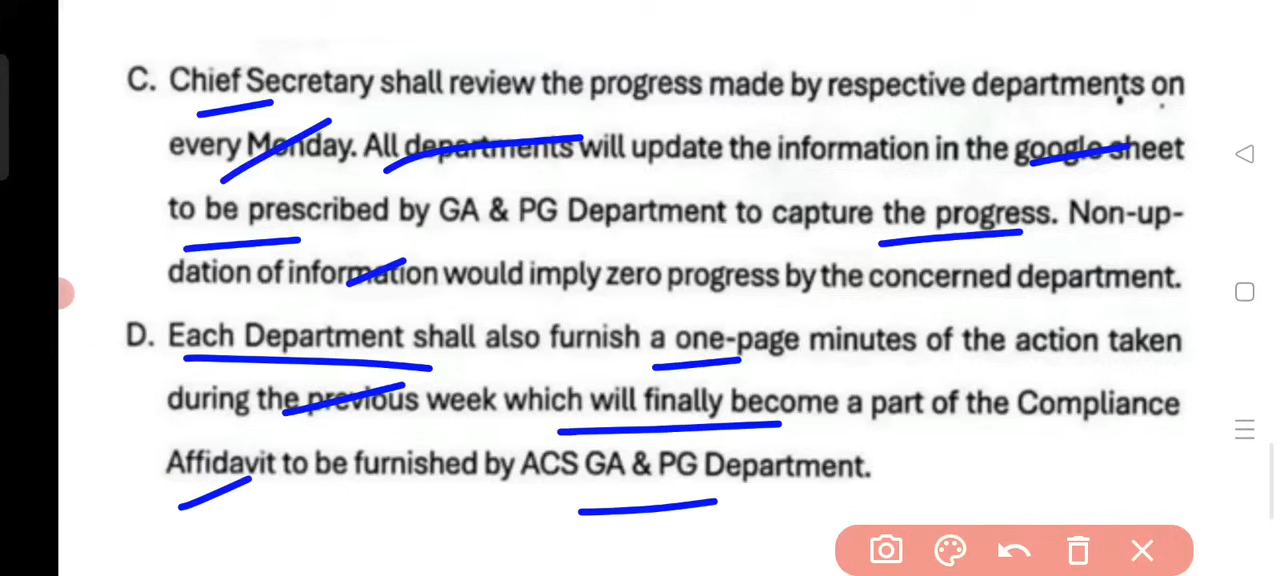 C. Chief Secretary shall review the progress made by respective departments on
every Monday. All departments will update the information in the google sheet
to be prescribed by GA & PG Department to capture the progress. Non-up-
dation of information would imply zero progress by the concerned department.
D. Each Department shall also furnish a one-page minutes of the action taken
during the previous week which will finally become a part of the Compliance
Affidavit to be furnished by ACS GA & PG Department.